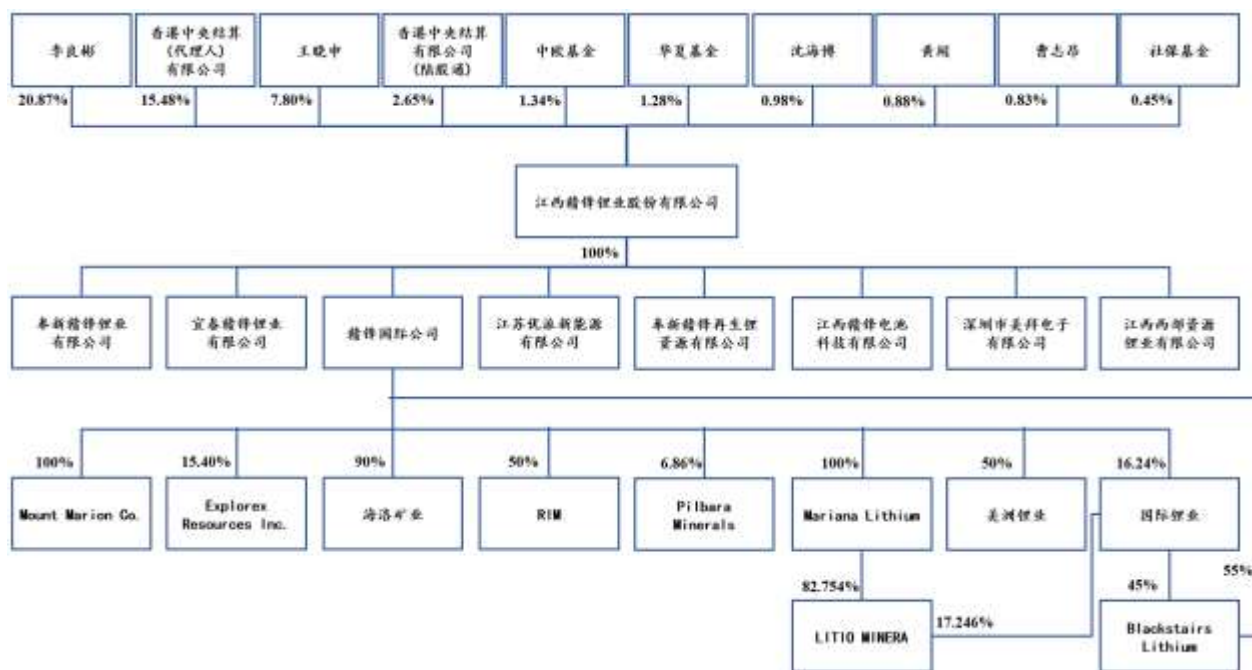 李良彬
香港中央结算
(代理人)
有限公司
王晓申
香港中央结算
有限公司
(陆股通)
中欧基金
华夏基金
沈海博
黄闻
曹志昂
社保基金
20.87%
15.48%
7.80%
2.65%
1.34%
1.28%
0.98%
0.88%
0.83%
0.45%
江西赣锋锂业股份有限公司
100%
奉新赣锋锂业
有限公司
宜春赣锋锂业
有限公司
赣锋国际公司
江苏优派新能源
有限公司
奉新赣锋再生锂
资源有限公司
江西赣锋电池
科技有限公司
深圳市美拜电子
有限公司
江西西部资源
锂业有限公司
100%
15.40%
90%
50%
6.86%
100%
50%
16.24%
Mount Marion Co.
Explorex
Resources Inc.
海洛矿业
RIM
Pilbara
Minerals
Mariana Lithium
美洲锂业
国际锂业
82.754%
45%
55%
LITIO MINERA
17.246%
Blackstairs
Lithium